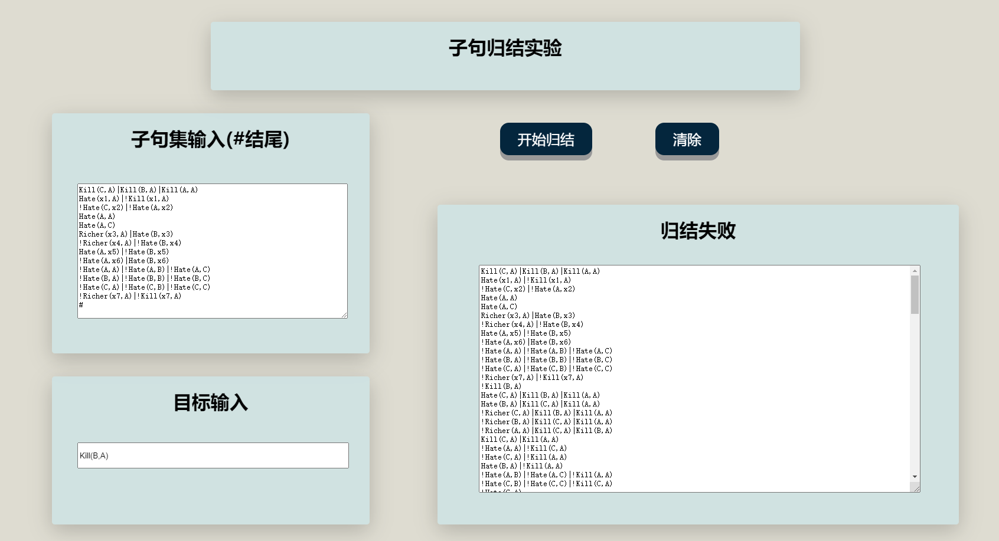 子句归结实验
子句集输入(#结尾)
Kill(C,A)|Kill(B,A)|Kill(A,A)
Hate(x1,A)|!Kill(x1,A)
!Hate(C,x2)|!Hate(A,x2)
Hate(A,A)
Hate(A,C)
Richer(x3,A)|Hate(B,x3)
!Richer(x4,A)|!Hate(B,x4)
Hate(A,x5)|!Hate(B,x5)
!Hate(A,x6)|Hate(B,x6)
!Hate(A,A)|!Hate(A,B)|!Hate(A,C)
!Hate(B,A)|!Hate(B,B)|!Hate(B,C)
!Hate(C,A)|!Hate(C,B)|!Hate(C,C)
!Richer(x7,A)|!Kill(x7,A)
#
目标输入
Kill(B,A)
开始归结
清除
归结失败
Kill(C,A)|Kill(B,A)|Kill(A,A)
Hate(x1,A)|!Kill(x1,A)
!Hate(C,x2)|!Hate(A,x2)
Hate(A,A)
Hate(A,C)
Richer(x3,A)|Hate(B,x3)
!Richer(x4,A)|!Hate(B,x4)
Hate(A,x5)|!Hate(B,x5)
!Hate(A,x6)|Hate(B,x6)
!Hate(A,A)|!Hate(A,B)|!Hate(A,C)
!Hate(B,A)|!Hate(B,B)|!Hate(B,C)
!Hate(C,A)|!Hate(C,B)|!Hate(C,C)
!Richer(x7,A)|!Kill(x7,A)
!Kill(B,A)
Hate(C,A)|Kill(B,A)|Kill(A,A)
Hate(B,A)|Kill(C,A)|Kill(A,A)
!Richer(C,A)|Kill(B,A)|Kill(A,A)
!Richer(B,A)|Kill(C,A)|Kill(A,A)
!Richer(A,A)|Kill(C,A)|Kill(B,A)
Kill(C,A)|Kill(A,A)
!Hate(A,A)|!Kill(C,A)
!Hate(C,A)|!Kill(A,A)
Hate(B,A)|!Kill(A,A)
!Hate(A,B)|!Hate(A,C)|!Kill(A,A)
!Hate(C,B)|!Hate(C,C)|!Kill(C,A)